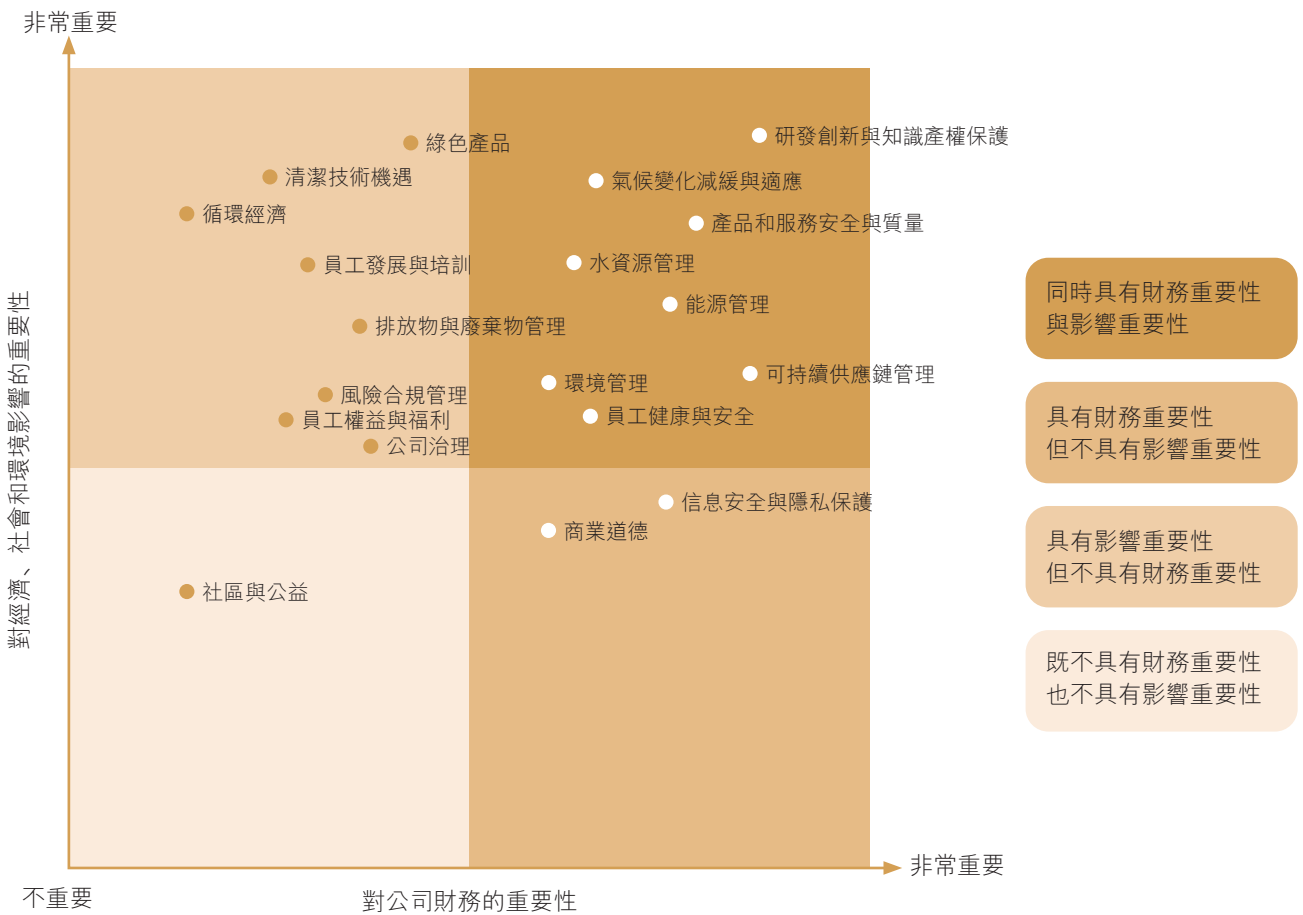 非常重要
研發創新與知識產權保護
綠色產品
清潔技術機遇
氣候變化減緩與適應
循環經濟
產品和服務安全與質量
員工發展與培訓
水資源管理
能源管理
排放物與廢棄物管理
環境管理
可持續供應鏈管理
風險合規管理
員工權益與福利
員工健康與安全
公司治理
信息安全與隱私保護
商業道德
社區與公益
對經濟、社會和環境影響的重要性
同時具有財務重要性
與影響重要性
具有財務重要性
但不具有影響重要性
具有影響重要性
但不具有財務重要性
既不具有財務重要性
也不具有影響重要性
非常重要
不重要
對公司財務的重要性